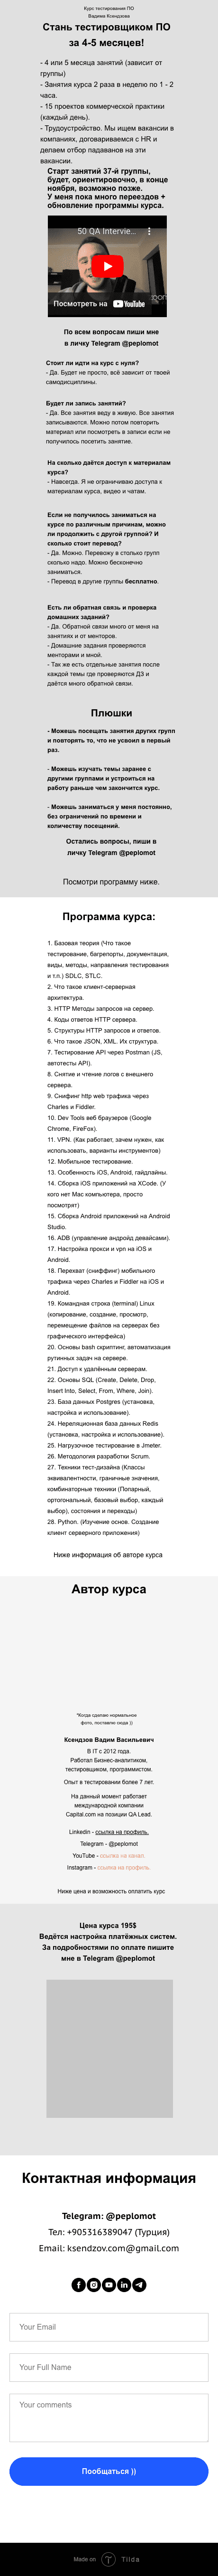 Курс тестирования ПО
Вадима Ксендзова
Стань тестировщиком ПО
за 4-5 месяцев!
- 4 или 5 месяца занятий (зависит от
группы)
- Занятия курса 2 раза в неделю по 1 - 2
часа.
- 15 проектов коммерческой практики
(каждый день).
- Трудоустройство. Мы ищем вакансии в
компаниях, договариваемся с HR и
делаем отбор падаванов на эти
вакансии.
Старт занятий 37-й группы,
будет, ориентировочно, в конце
ноября, возможно позже.
У меня пока много переездов +
обновление программы курса.
50 QA Intervie...
Посмотреть на YouTube
По всем вопросам пиши мне
в личку Telegram @peplomot
Стоит ли идти на курс с нуля?
- Да. Будет не просто, всё зависит от твоей
самодисциплины.
Будет ли запись занятий?
- Да. Все занятия веду в живую. Все занятия
записываются. Можно потом повторить
материал или посмотреть в записи если не
получилось посетить занятие.
На сколько даётся доступ к материалам
курса?
- Навсегда. Я не ограничиваю доступа к
материалам курса, видео и чатам.
Если не получилось заниматься на
курсе по различным причинам, можно
ли продолжить с другой группой? И
сколько стоит перевод?
- Да. Можно. Перевожу в столько групп
сколько надо. Можно бесконечно
заниматься.
- Перевод в другие группы бесплатно.
Есть ли обратная связь и проверка
домашних заданий?
- Да. Обратной связи много от меня на
занятиях и от менторов.
- Домашние задания проверяются
менторами и мной.
- Так же есть отдельные занятия после
каждой темы где проверяются ДЗ и
даётся много обратной связи.
Плюшки
- Можешь посещать занятия других групп
и повторять то, что не усвоил в первый
раз.
- Можешь изучать темы заранее с
другими группами и устроиться на
работу раньше чем закончится курс.
- Можешь заниматься у меня постоянно,
без ограничений по времени и
количеству посещений.
Остались вопросы, пиши в
личку Telegram @peplomot
Посмотри программу ниже.
Программа курса:
1. Базовая теория (Что такое
тестирование, багрепорты, документация,
виды, методы, направления тестирования
и т.п.) SDLC, STLC.
2. Что такое клиент-серверная
архитектура.
3. HTTP Методы запросов на сервер.
4. Коды ответов HTTP сервера.
5. Структуры HTTP запросов и ответов.
6. Что такое JSON, XML. Их структура.
7. Тестирование API через Postman (JS,
автотесты API).
8. Снятие и чтение логов с внешнего
сервера.
9. Снифинг http web трафика через
Charles и Fiddler.
10. Dev Tools веб браузеров (Google
Chrome, FireFox).
11. VPN. (Как работает, зачем нужен, как
использовать, варианты инструментов)
12. Мобильное тестирование.
13. Особенность iOS, Android, гайдлайны.
14. Сборка iOS приложений на XCode. (У
кого нет Mac компьютера, просто
посмотрят)
15. Сборка Android приложений на Android
Studio.
16. ADB (управление андройд девайсами).
17. Настройка прокси и vpn на iOS и
Android.
18. Перехват (сниффинг) мобильного
трафика через Charles и Fiddler на iOS и
Android.
19. Командная строка (terminal) Linux
(копирование, создание, просмотр,
перемещение файлов на серверах без
графического интерфейса)
20. Основы bash скриптинг, автоматизация
рутинных задач на сервере.
21. Доступ к удалённым серверам.
22. Основы SQL (Create, Delete, Drop,
Insert Into, Select, From, Where, Join).
23. База данных Postgres (установка,
настройка и использование).
24. Нереляционная база данных Redis
(установка, настройка и использование).
25. Нагрузочное тестирование в Jmeter.
26. Методология разработки Scrum.
27. Техники тест-дизайна (Классы
эквивалентности, граничные значения,
комбинаторные техники (Попарный,
ортогональный, базовый выбор, каждый
выбор), состояния и переходы)
28. Python. (Изучение основ. Создание
клиент серверного приложения)
Ниже информация об авторе курса
Автор курса
*Когда сделаю нормальное
фото, поставлю сюда ))
Ксендзов Вадим Васильевич
В IT с 2012 года.
Работал Бизнес-аналитиком,
тестировщиком, программистом.
Опыт в тестировании более 7 лет.
На данный момент работает
международной компании
Capital.com на позиции QA Lead.
Linkedin - ссылка на профиль.
Telegram - @peplomot
YouTube - ссылка на канал.
Instagram - ссылка на профиль.
Ниже цена и возможность оплатить курс
Цена курса 195$
Ведётся настройка платёжных систем.
За подробностями по оплате пишите
мне в Telegram @peplomot
Контактная информация
Telegram: @peplomot
Тел: +905316389047 (Турция)
Email: ksendzov.com@gmail.com
Your Email
Your Full Name
Your comments
Пообщаться ))
Made on Tilda